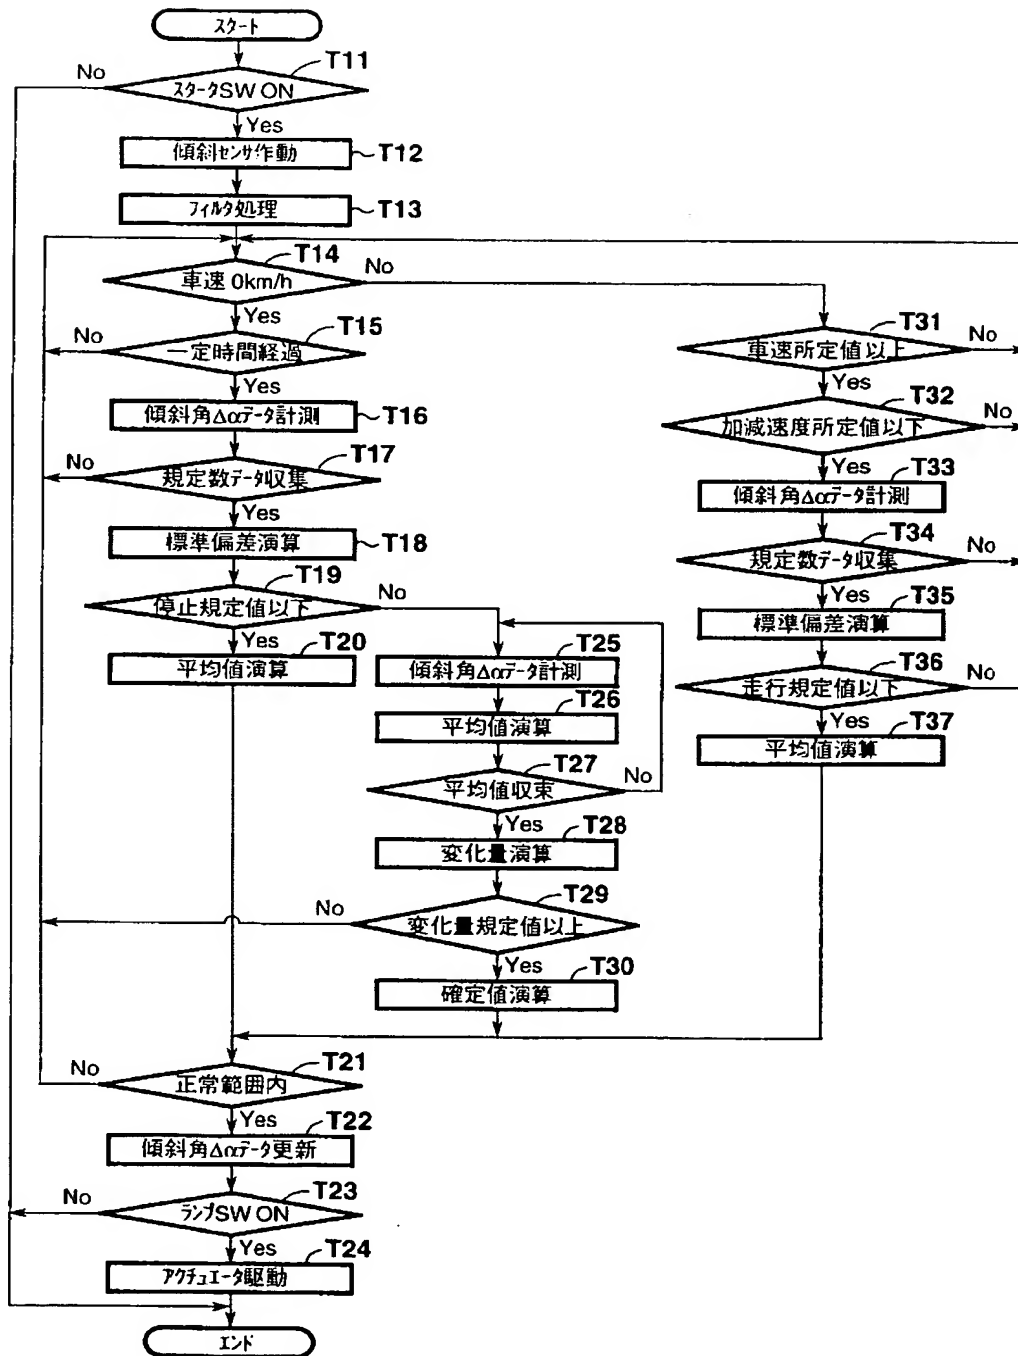 スタート
T11
No
スタータSW ON
Yes
傾斜センサ作動
T12
フィルタ処理
T13
T14
車速 0km/h
No
Yes
T15
No
一定時間経過
Yes
傾斜角Δαデータ計測
T16
T17
No
規定数データ収集
Yes
標準偏差演算
T18
T19
停止規定値以下
No
Yes
T20
平均値演算
T25
傾斜角Δαデータ計測
T26
平均値演算
T27
平均値収束
No
Yes
T28
変化量演算
T29
No
変化量規定値以上
Yes
T30
確定値演算
T31
車速所定値以上
No
Yes
T32
加減速度所定値以下
No
Yes
T33
傾斜角Δαデータ計測
T34
規定数データ収集
No
Yes
T35
標準偏差演算
T36
走行規定値以下
No
Yes
T37
平均値演算
T21
No
正常範囲内
Yes
T22
傾斜角Δαデータ更新
T23
No
ランプSW ON
Yes
T24
アクチュエータ駆動
エンド